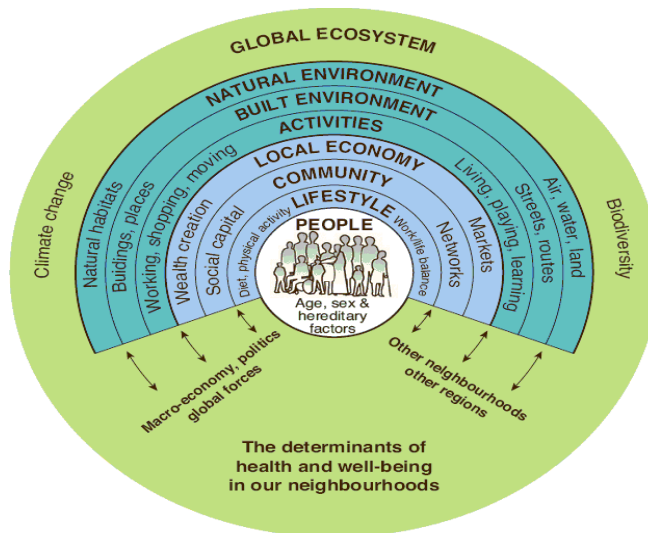 GLOBAL ECOSYSTEM
NATURAL ENVIRONMENT
BUILT ENVIRONMENT
ACTIVITIES
LOCAL ECONOMY
COMMUNITY
LIFESTYLE
PEOPLE
Age, sex &
hereditary
factors
Climate change
Natural habitats
Buidings, places
Working, shopping, moving
Wealth creation
Social capital
Diet, physical activity
Work/life balance
Networks
Markets
Living, playing, learning
Streets, routes
Air, water, land
Biodiversity
Macro-economy, politics
global forces
Other neighbourhoods
other regions
The determinants of
health and well-being
in our neighbourhoods